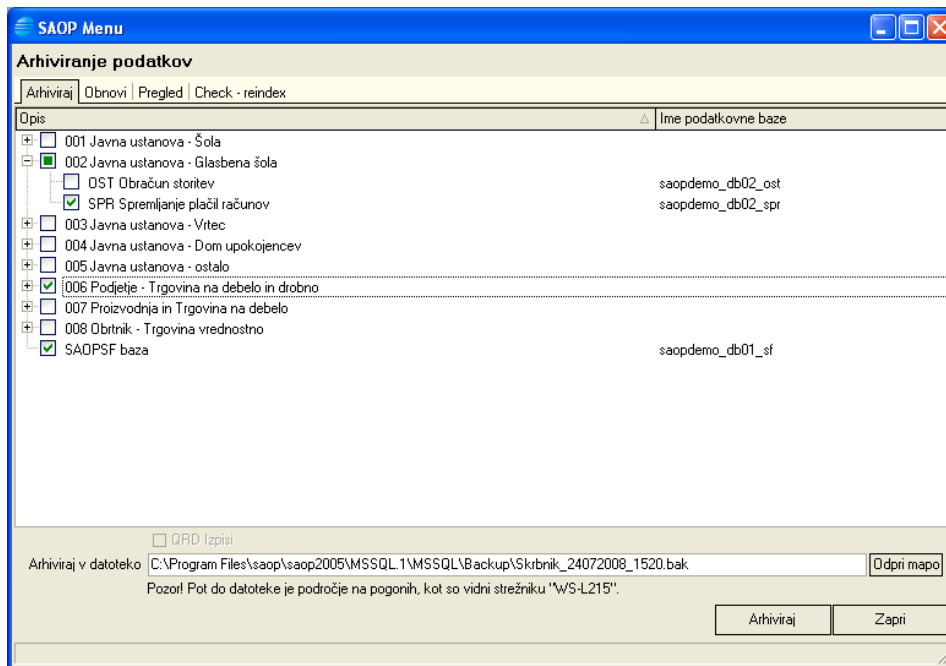 SAOP Menu
Arhiviranje podatkov
Arhiviraj Obnovi Pregled Check - reindex
Opis Ime podatkovne baze
001 Javna ustanova - Šola
002 Javna ustanova - Glasbena šola
OST Obračun storitev saopdemo_db02_ost
SPR Spremljanje plačil računov saopdemo_db02_spr
003 Javna ustanova - Vrtec
004 Javna ustanova - Dom upokojencev
005 Javna ustanova - ostalo
006 Podjetje - Trgovina na debelo in drobno
007 Proizvodnja in Trgovina na debelo
008 Obrtnik - Trgovina vrednostno
SAOPSF baza saopdemo_db01_sf
QRD Izpisi
Arhiviraj v datoteko C:\Program Files\saop\saop2005\MSSQL.1\MSSQL\Backup\Skrbnik_24072008_1520.bak Odpri mapo
Pozor! Pot do datoteke je področje na pogonih, kot so vidni strežniku "WS-L215".
Arhiviraj Zapri